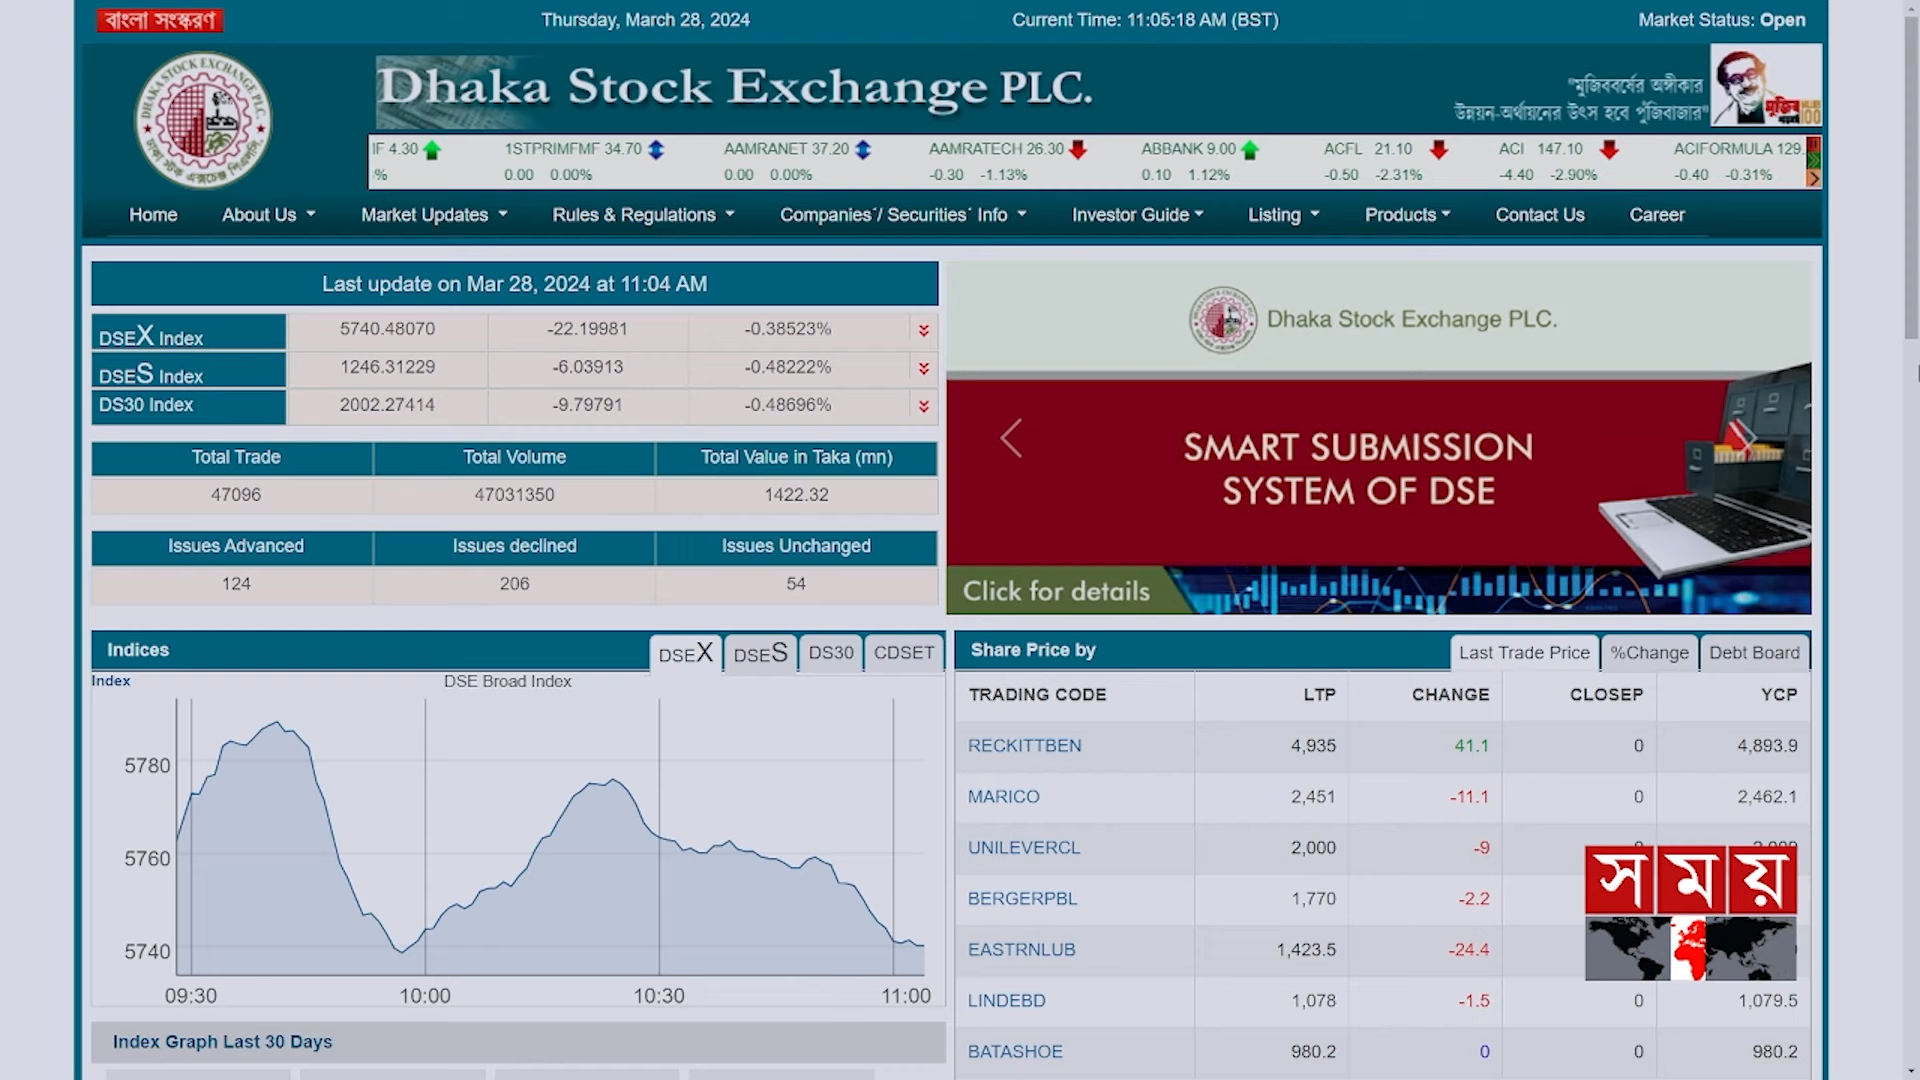 বাংলা সংস্করণ
Thursday, March 28, 2024
Current Time: 11:05:18 AM (BST)
Market Status: Open
DHAKA STOCK EXCHANGE PLC.
Dhaka Stock Exchange PLC.
"মুজিববর্ষের অঙ্গীকার
উন্নয়ন-অর্থায়নের উৎস হবে পুঁজিবাজার"
IF 4.30 1STPRIMFMF 34.70 AAMRANET 37.20 AAMRATECH 26.30 ABBANK 9.00 ACFL 21.10 ACI 147.10 ACIFORMULA 129.
% 0.00 0.00% 0.00 0.00% -0.30 -1.13% 0.10 1.12% -0.50 -2.31% -4.40 -2.90% -0.40 -0.31%
Home About Us Market Updates Rules & Regulations Companies´/ Securities´ Info Investor Guide Listing Products Contact Us Career
Last update on Mar 28, 2024 at 11:04 AM
DSEX Index 5740.48070 -22.19981 -0.38523%
DSES Index 1246.31229 -6.03913 -0.48222%
DS30 Index 2002.27414 -9.79791 -0.48696%
Total Trade Total Volume Total Value in Taka (mn)
47096 47031350 1422.32
Issues Advanced Issues declined Issues Unchanged
124 206 54
Dhaka Stock Exchange PLC.
SMART SUBMISSION
SYSTEM OF DSE
Click for details
Indices DSEX DSES DS30 CDSET
Index DSE Broad Index
5780
5760
5740
09:30 10:00 10:30 11:00
Index Graph Last 30 Days
Share Price by Last Trade Price %Change Debt Board
TRADING CODE LTP CHANGE CLOSEP YCP
RECKITTBEN 4,935 41.1 0 4,893.9
MARICO 2,451 -11.1 0 2,462.1
UNILEVERCL 2,000 -9
BERGERPBL 1,770 -2.2
EASTRNLUB 1,423.5 -24.4
LINDEBD 1,078 -1.5 0 1,079.5
BATASHOE 980.2 0 0 980.2
সময়